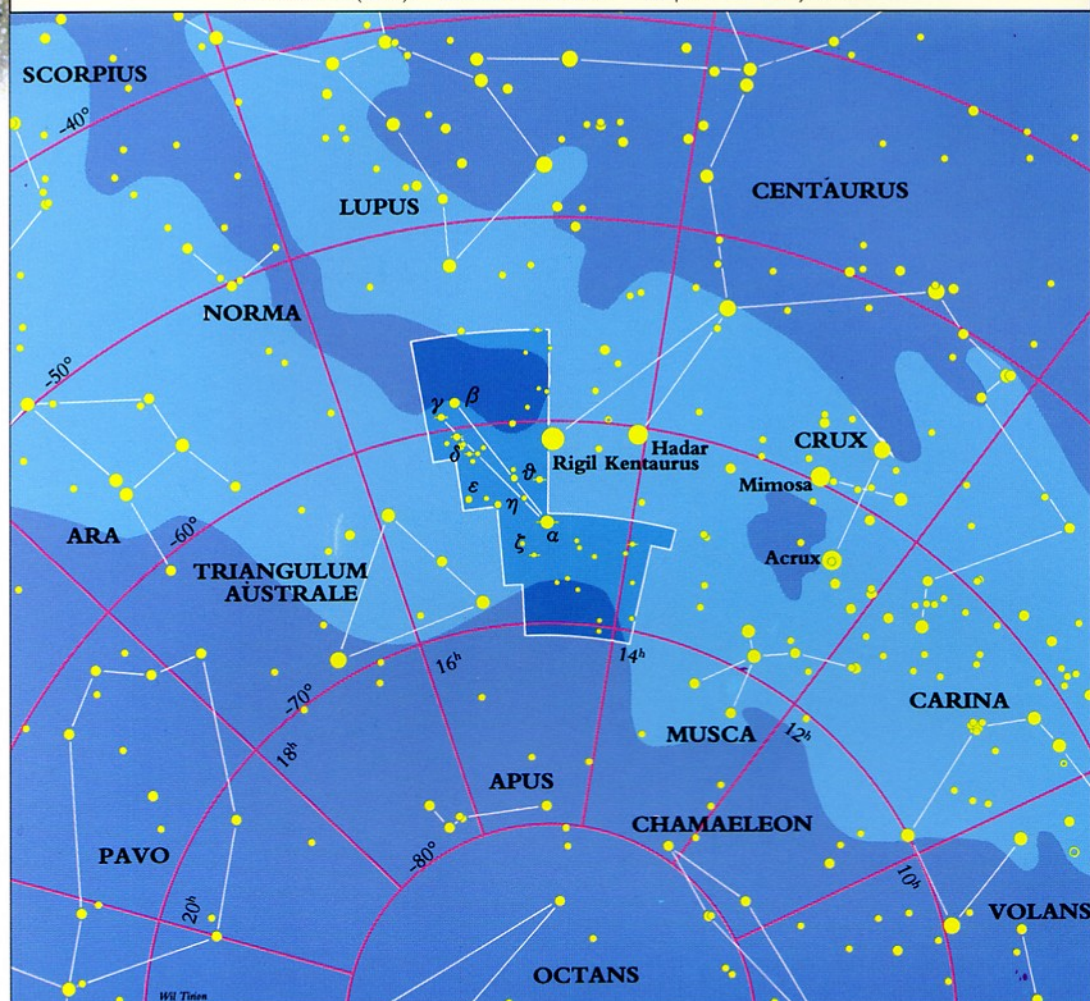 SCORPIUS
-40°
CENTAURUS
LUPUS
NORMA
-50°
γ
β
δ
ϑ
ε
η
ζ
α
Rigil Kentaurus
Hadar
CRUX
Mimosa
Acrux
ARA
-60°
TRIANGULUM
AUSTRALE
16h
14h
-70°
18h
CARINA
MUSCA
12h
APUS
CHAMAELEON
PAVO
-80°
10h
20h
VOLANS
OCTANS
Wil Tirion